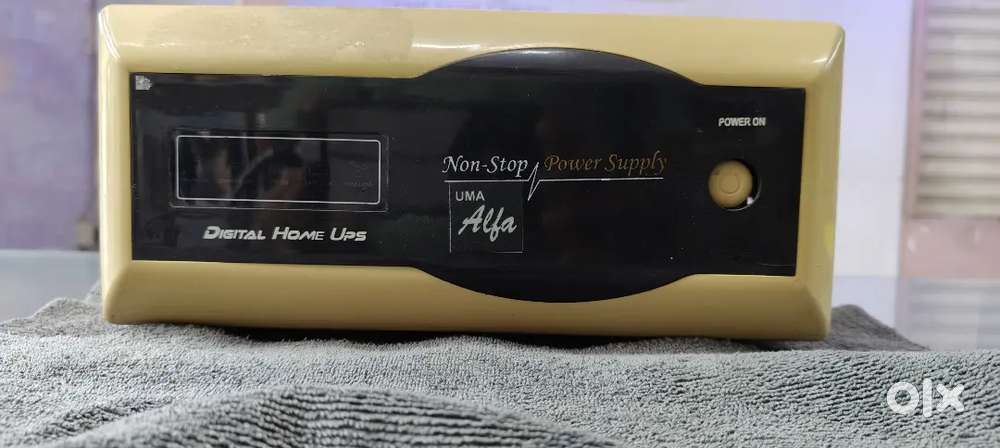 POWER ON
Non-Stop Power Supply
UMA
Alfa
DIGITAL HOME UPS
olx